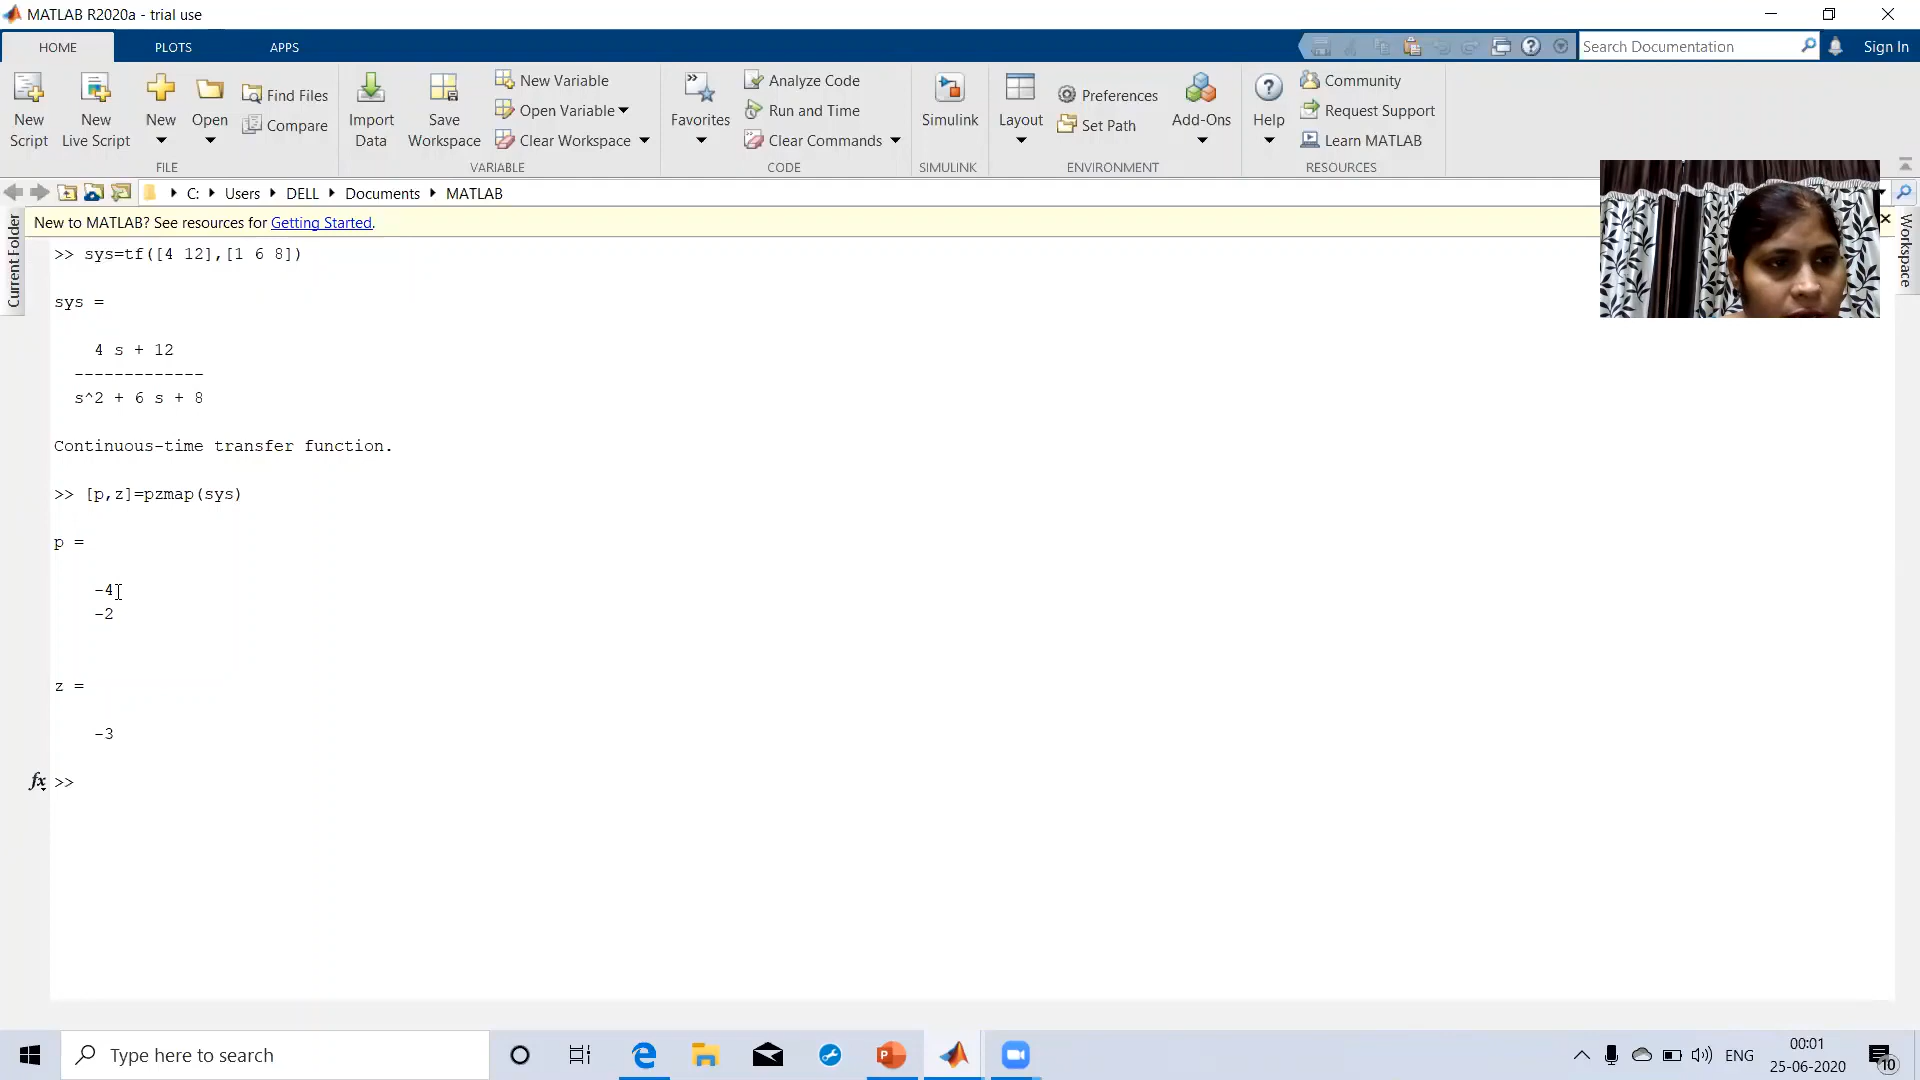 MATLAB R2020a - trial use
HOME PLOTS APPS
Search Documentation
Sign In
New Script
New Live Script
New
Open
Find Files
Compare
FILE
Import Data
Save Workspace
New Variable
Open Variable
Clear Workspace
VARIABLE
Favorites
Analyze Code
Run and Time
Clear Commands
CODE
Simulink
SIMULINK
Layout
Preferences
Set Path
Add-Ons
ENVIRONMENT
Help
Community
Request Support
Learn MATLAB
RESOURCES
C: Users DELL Documents MATLAB
New to MATLAB? See resources for Getting Started.
Current Folder
Workspace
>> sys=tf([4 12],[1 6 8])
sys =
4 s + 12
-------------
s^2 + 6 s + 8
Continuous-time transfer function.
>> [p,z]=pzmap(sys)
p =
-4
-2
z =
-3
fx >>
Type here to search
ENG
00:01
25-06-2020
10